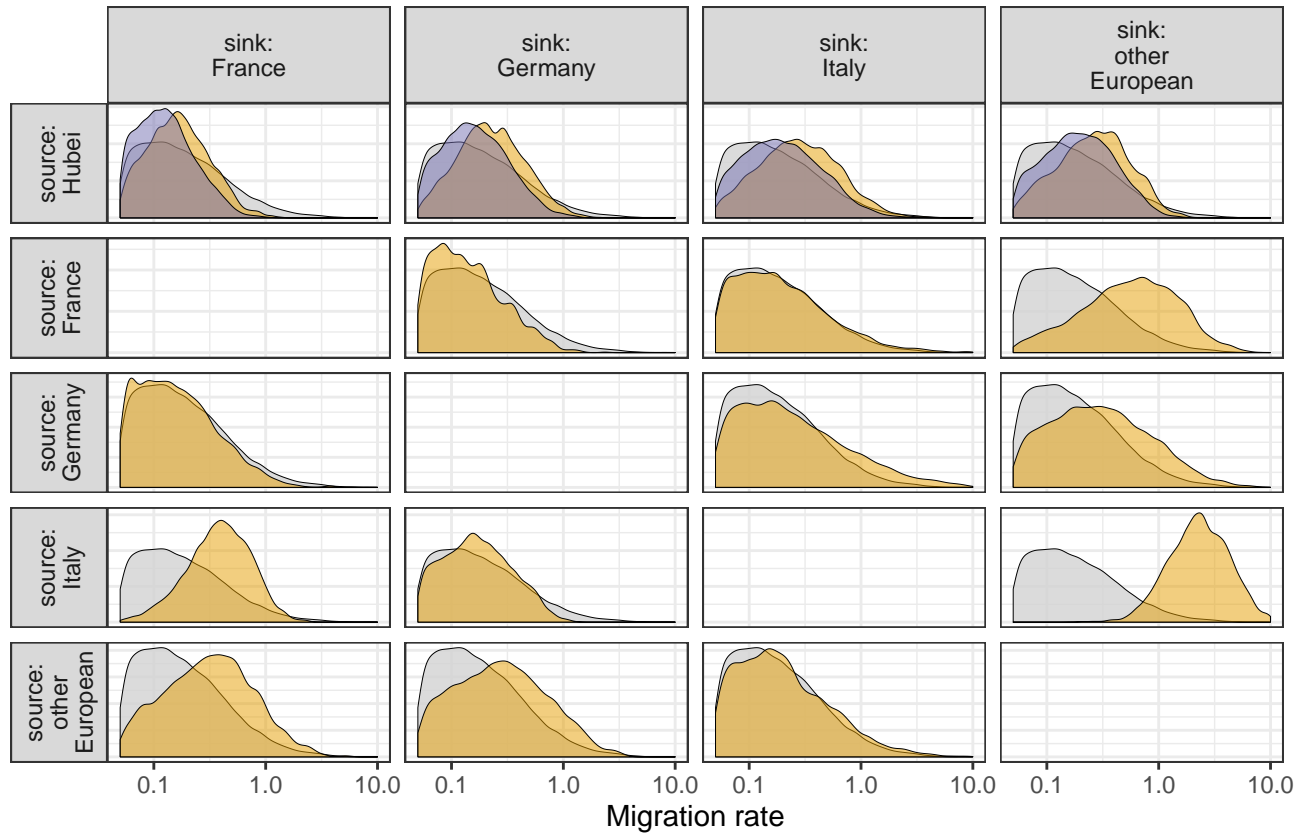 sink:
France
sink:
Germany
sink:
Italy
sink:
other
European
source:
Hubei
source:
France
source:
Germany
source:
Italy
source:
other
European
0.1 1.0 10.0 0.1 1.0 10.0 0.1 1.0 10.0 0.1 1.0 10.0
Migration rate